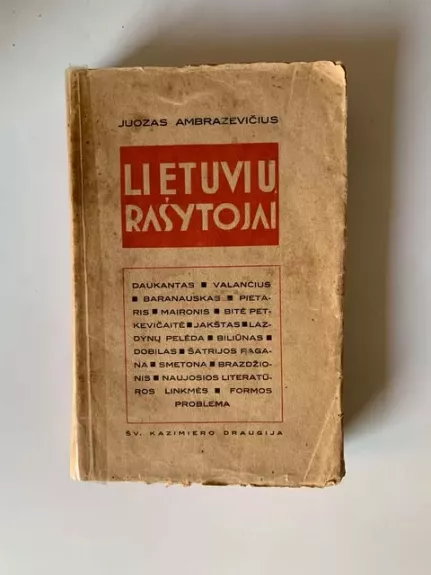 JUOZAS AMBRAZEVIČIUS
LIETUVIŲ
RAŠYTOJAI
DAUKANTAS ■ VALANČIUS
■ BARANAUSKAS ■ PIETA-
RIS ■ MAIRONIS ■ BITĖ PET-
KEVIČAITĖ ■ JAKŠTAS ■ LAZ-
DYNŲ PELĖDA ■ BILIŪNAS ■
DOBILAS ■ ŠATRIJOS RAGA-
NA ■ SMETONA ■ BRAZDŽIO-
NIS ■ NAUJOSIOS LITERATŪ-
ROS LINKMĖS ■ FORMOS
PROBLEMA
ŠV. KAZIMIERO DRAUGIJA